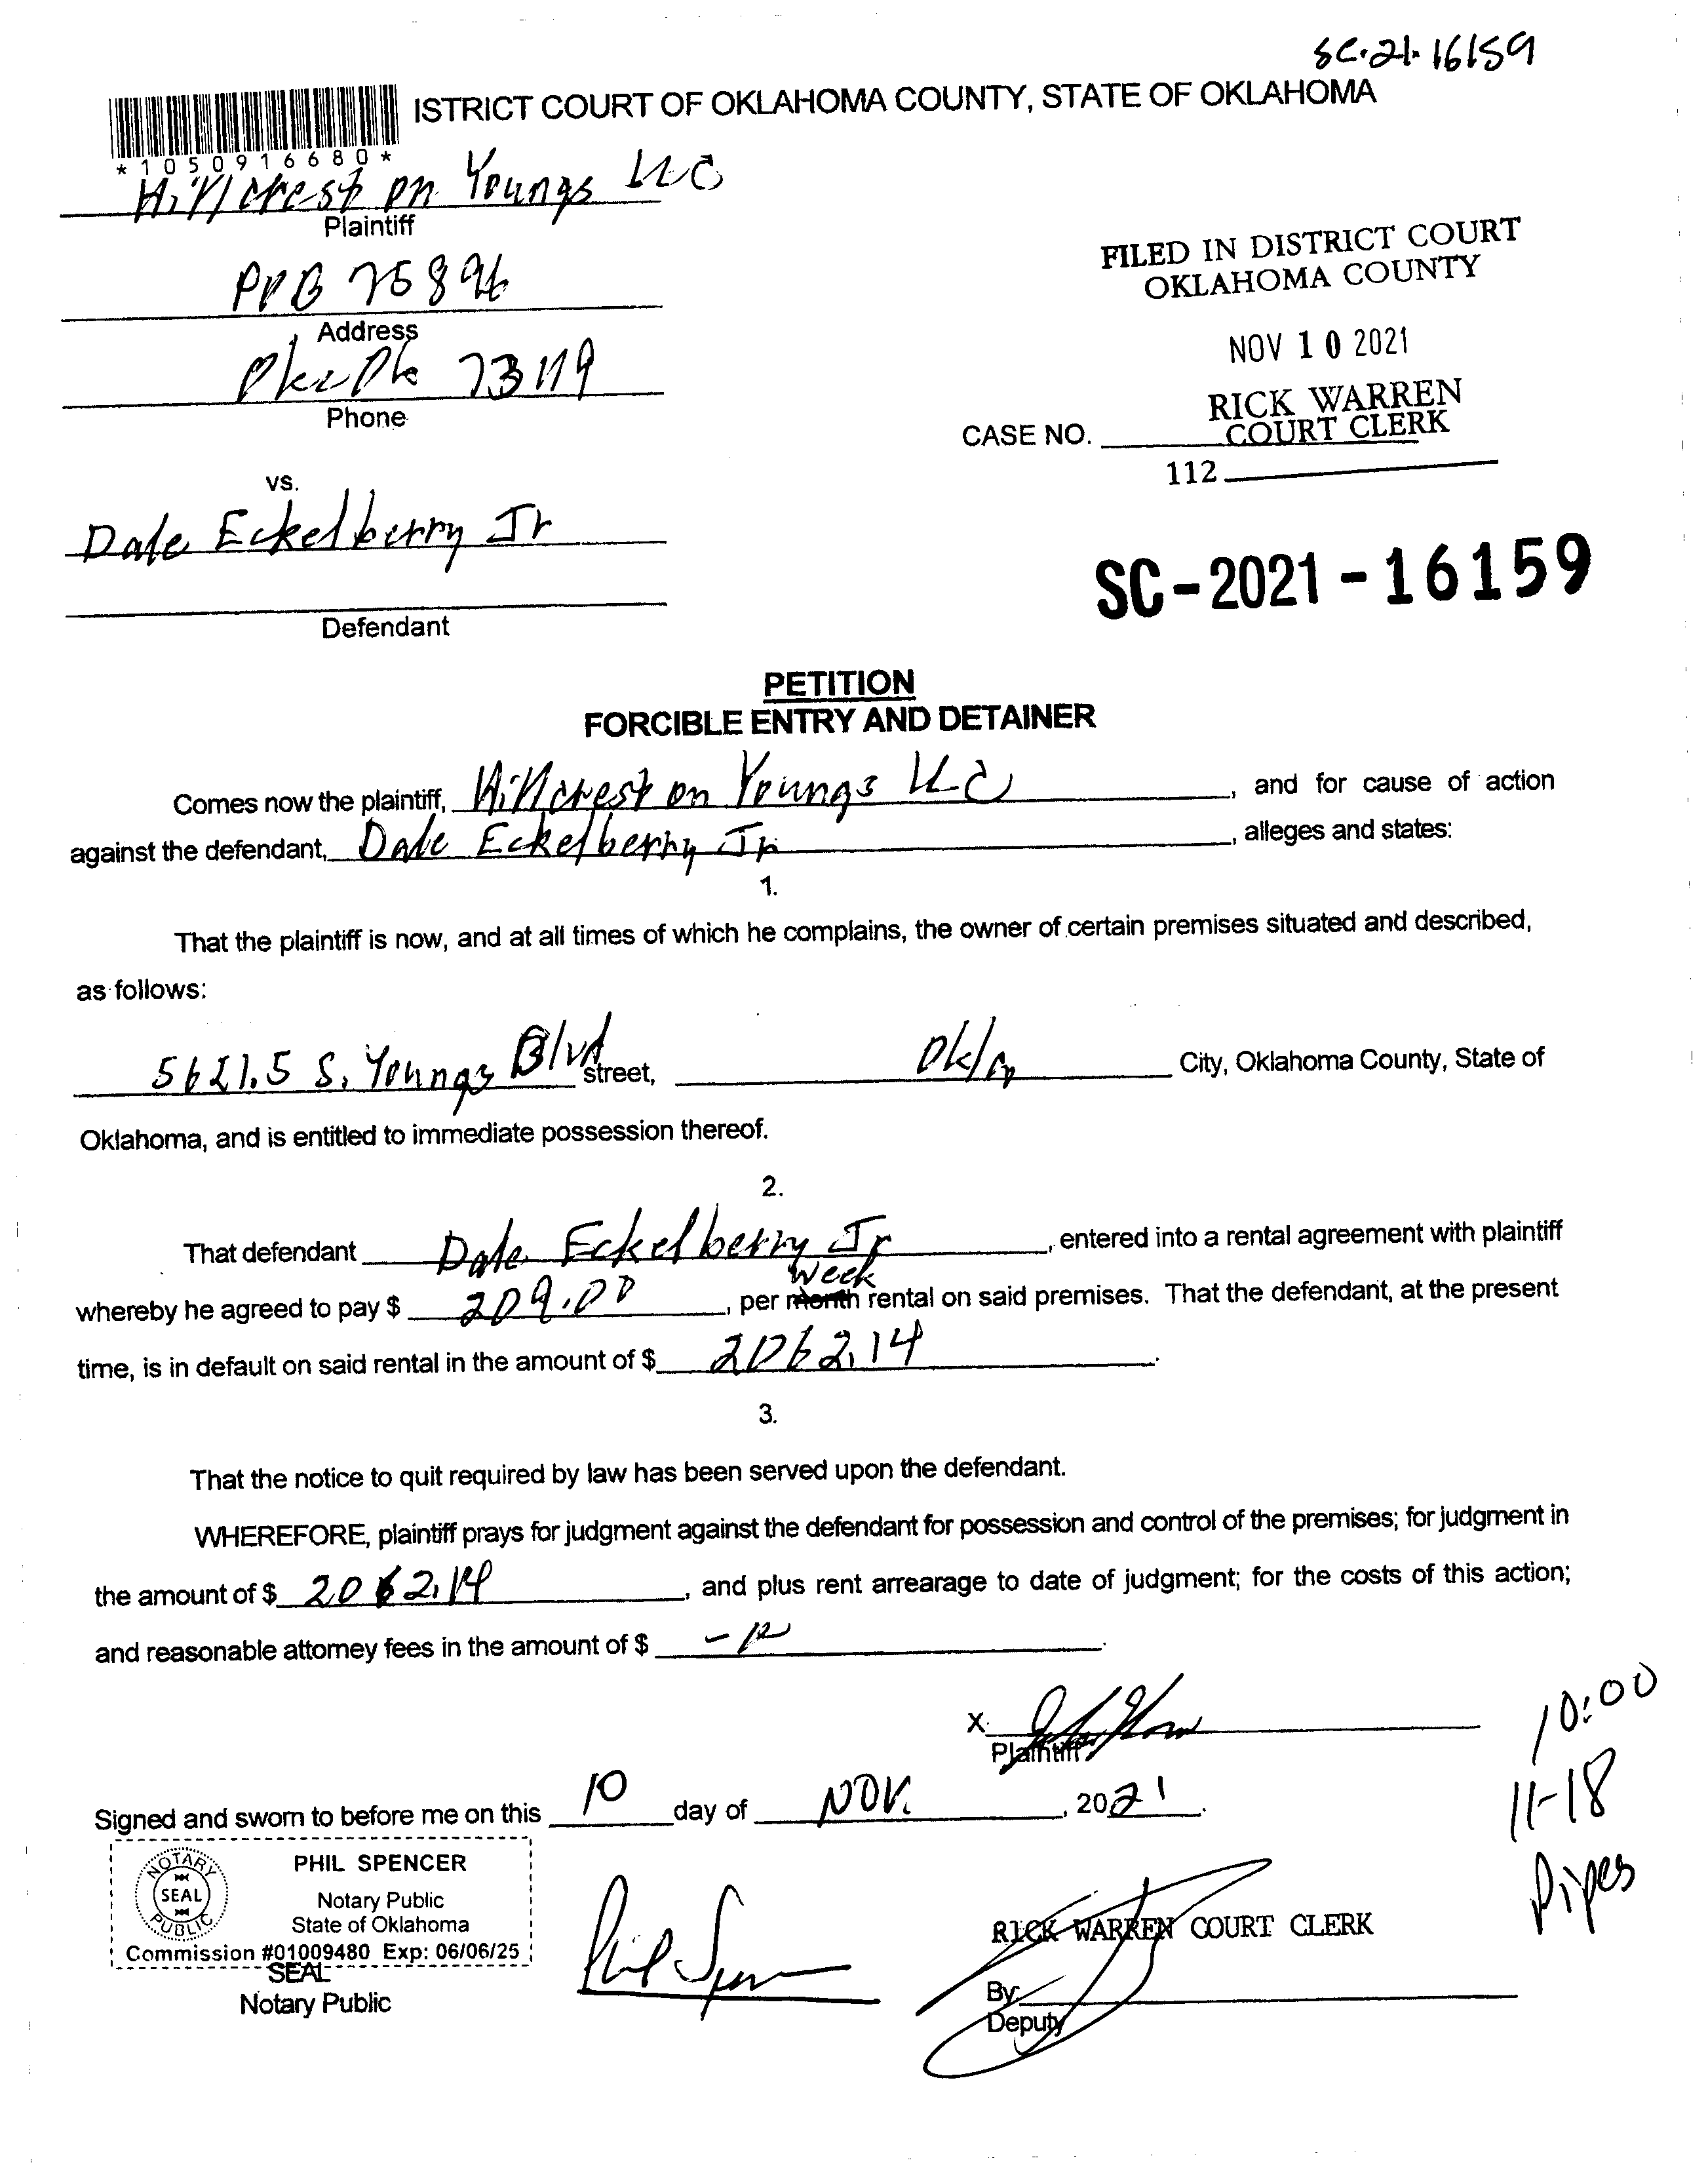 SC-21-16159
ISTRICT COURT OF OKLAHOMA COUNTY, STATE OF OKLAHOMA
*1050916680*
Hillcrest on Youngs LLC
Plaintiff
POB 75896
Address
73119
Phone
FILED IN DISTRICT COURT
OKLAHOMA COUNTY
NOV 10 2021
RICK WARREN
COURT CLERK
CASE NO.
112
vs.
Dale Eckelberry Jr
Defendant
SC-2021-16159
PETITION
FORCIBLE ENTRY AND DETAINER
Comes now the plaintiff, Hillcrest on Youngs LLC, and for cause of action
against the defendant, Dale Eckelberry Jr, alleges and states:
1.
That the plaintiff is now, and at all times of which he complains, the owner of certain premises situated and described,
as follows:
5621.5 S. Youngs Blvd street, City, Oklahoma County, State of
Oklahoma, and is entitled to immediate possession thereof.
2.
That defendant Dale Eckelberry Jr, entered into a rental agreement with plaintiff
Week
whereby he agreed to pay $ 209.00, per month rental on said premises. That the defendant, at the present
time, is in default on said rental in the amount of $ 2062.14.
3.
That the notice to quit required by law has been served upon the defendant.
WHEREFORE, plaintiff prays for judgment against the defendant for possession and control of the premises; for judgment in
the amount of $ 2062.14, and plus rent arrearage to date of judgment; for the costs of this action;
and reasonable attorney fees in the amount of $
X
Plaintiff
10:00
11-18
Pipes
Signed and sworn to before me on this 10 day of NOV. , 2021.
NOTARY PUBLIC
SEAL
PHIL SPENCER
Notary Public
State of Oklahoma
Commission #01009480 Exp: 06/06/25
SEAL
Notary Public
Phil Spencer
RICK WARREN COURT CLERK
By
Deputy